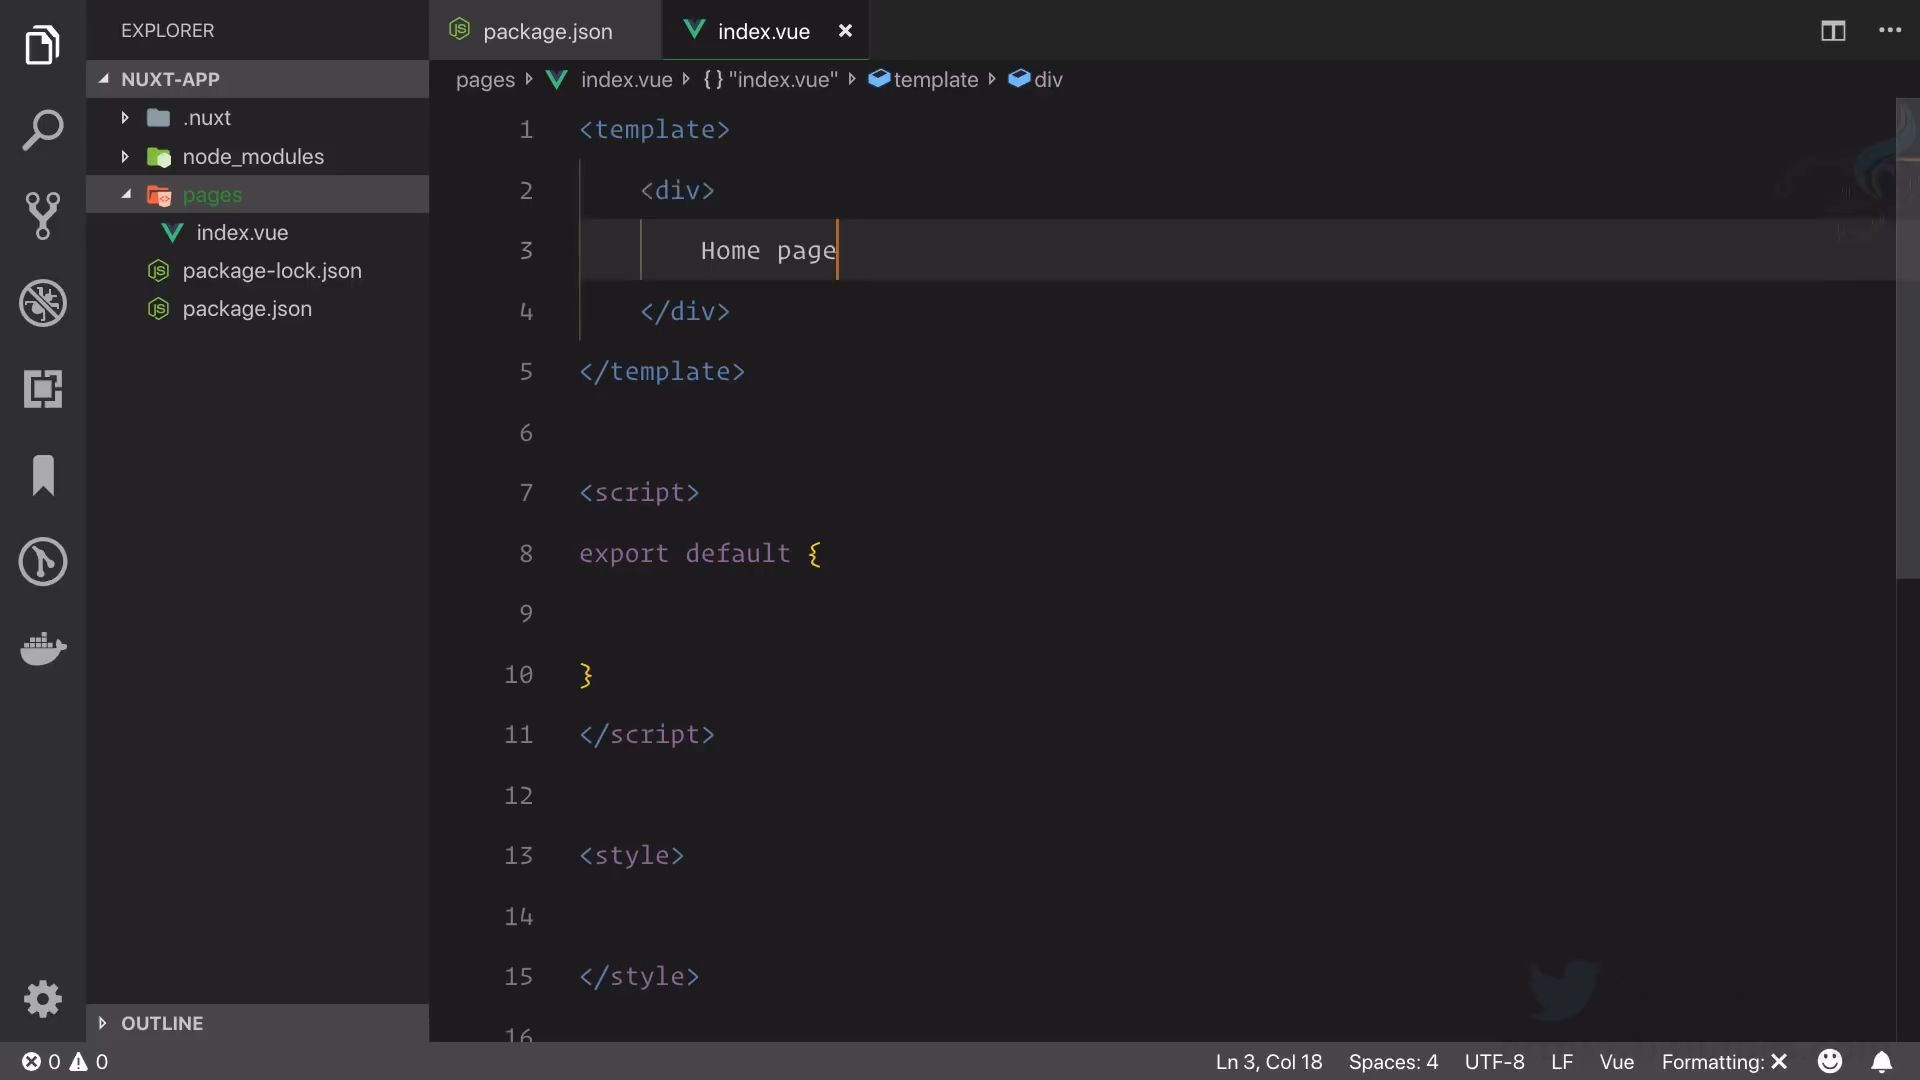 EXPLORER
NUXT-APP
.nuxt
node_modules
pages
index.vue
package-lock.json
package.json
OUTLINE
package.json
index.vue
pages index.vue {} "index.vue" template div
1 <template>
2 <div>
3 Home page
4 </div>
5 </template>
6
7 <script>
8 export default {
9
10 }
11 </script>
12
13 <style>
14
15 </style>
16
0 0
Ln 3, Col 18 Spaces: 4 UTF-8 LF Vue Formatting: ✕